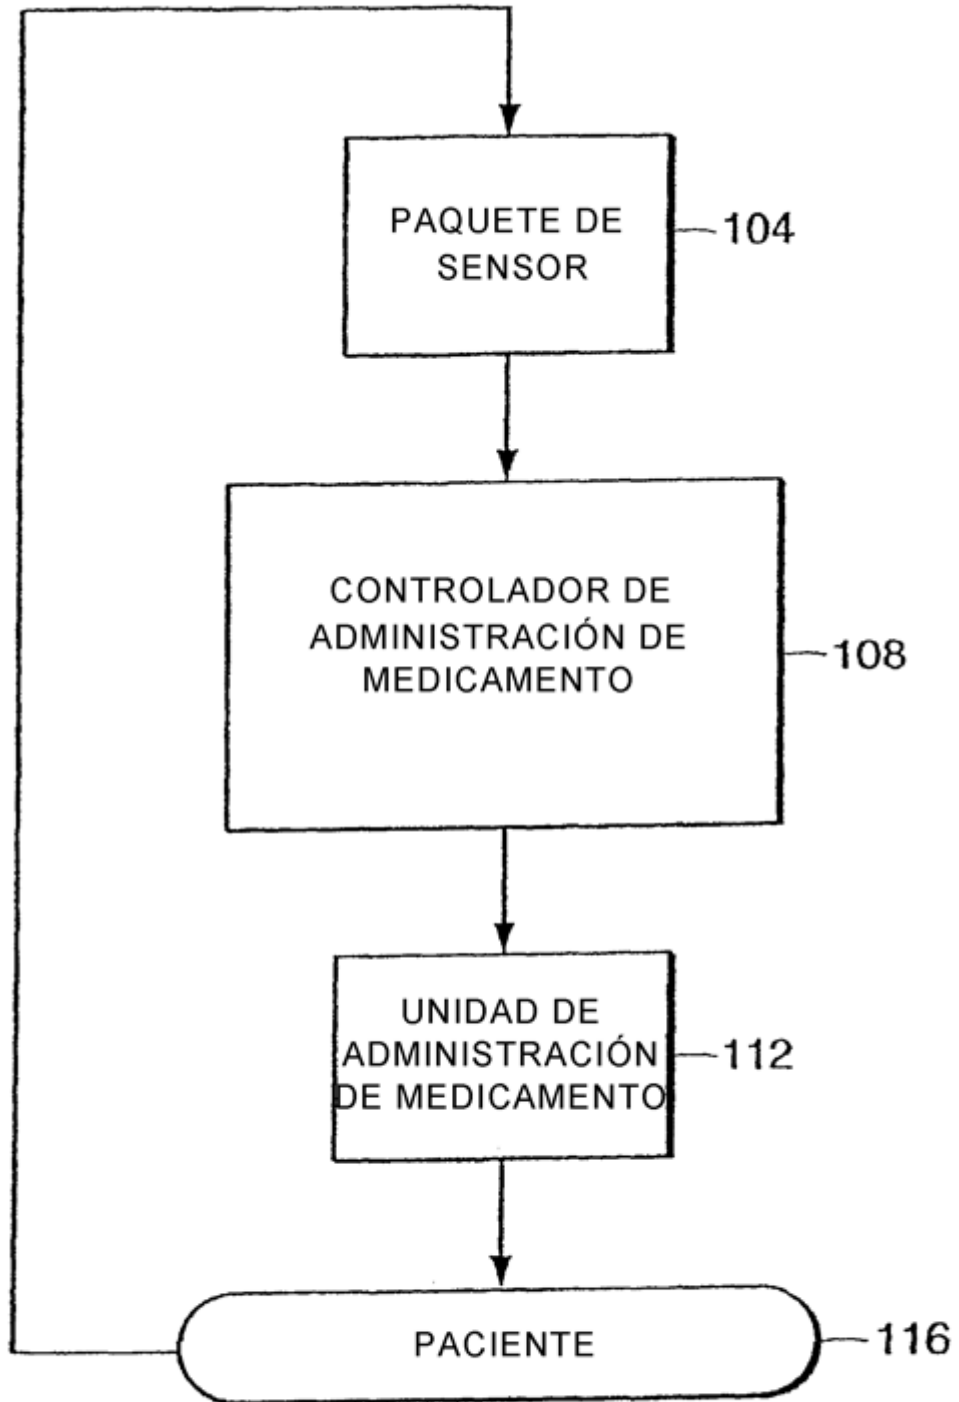 PAQUETE DE
SENSOR
104
CONTROLADOR DE
ADMINISTRACIÓN DE
MEDICAMENTO
108
UNIDAD DE
ADMINISTRACIÓN
DE MEDICAMENTO
112
PACIENTE
116